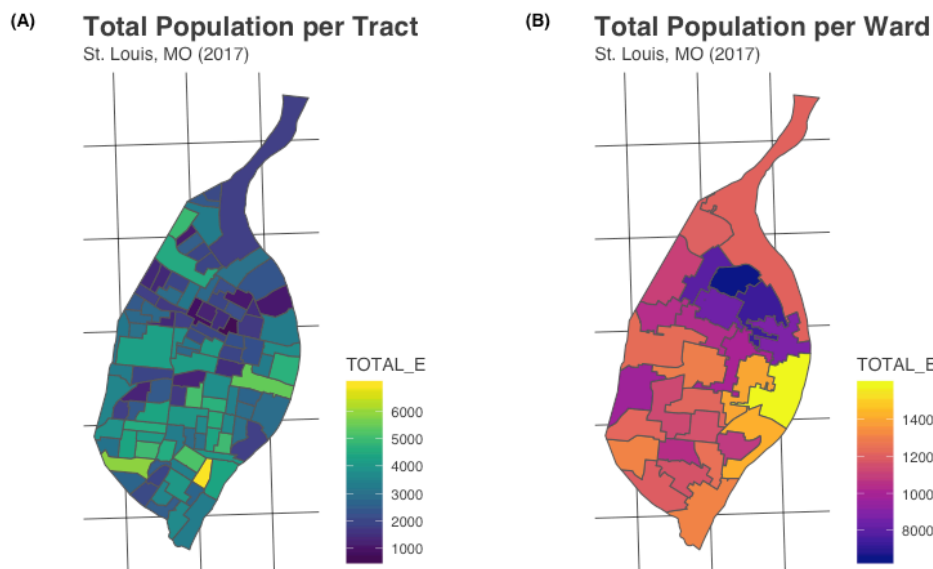 (A) Total Population per Tract
St. Louis, MO (2017)
TOTAL_E
6000
5000
4000
3000
2000
1000
(B) Total Population per Ward
St. Louis, MO (2017)
TOTAL_E
1400
1200
1000
8000